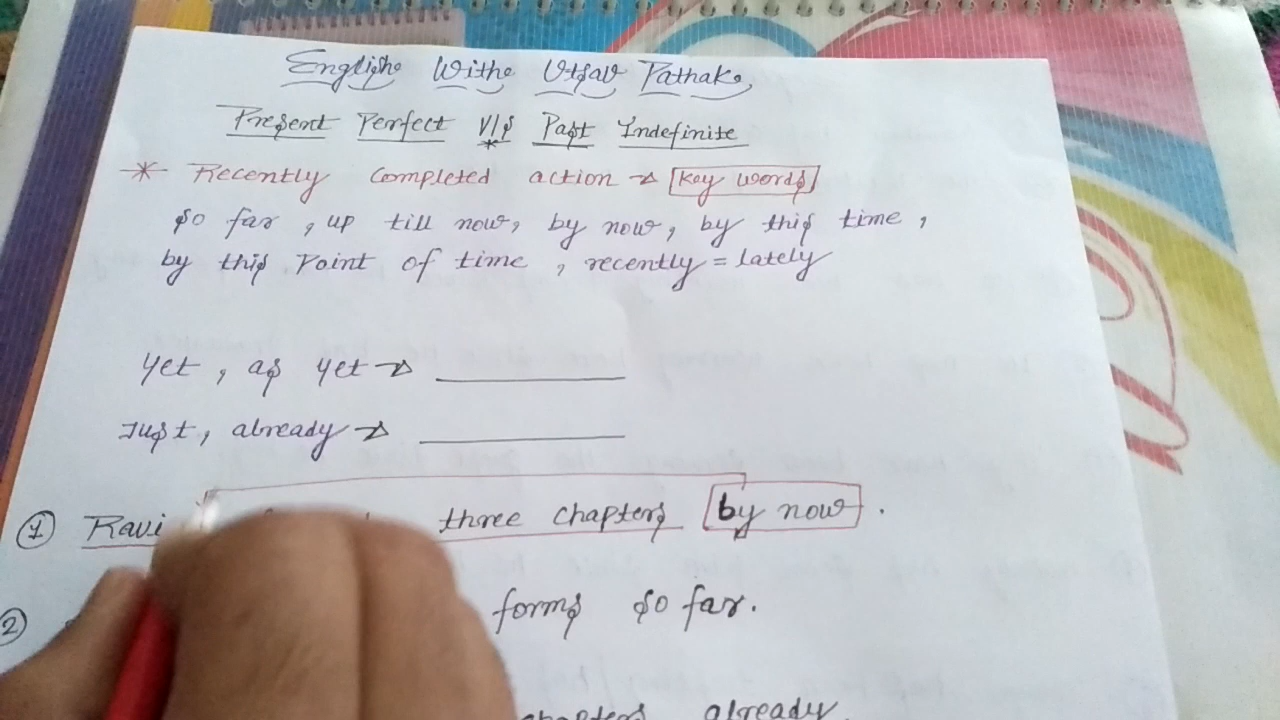 English With Utsav Pathak
Present Perfect V/s Past Indefinite
* Recently completed action → Key words
so far, up till now, by now, by this time,
by this point of time, recently = lately
Yet, as yet →
Just, already →
1 Ravi three chapters by now.
2 forms so far.
chapters already